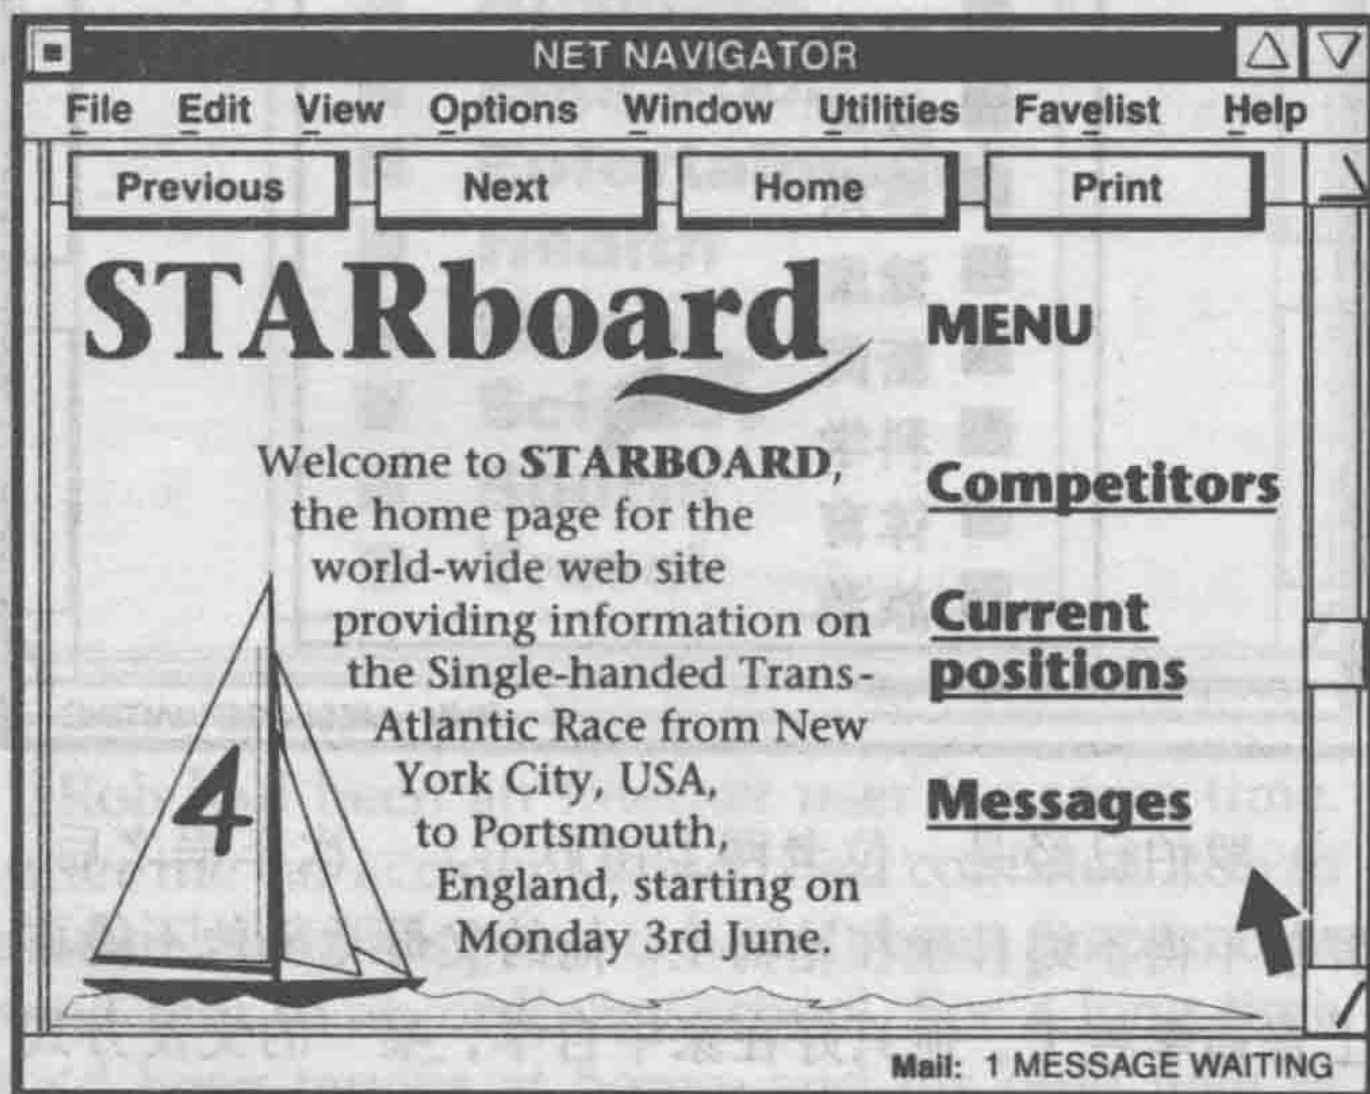 NET NAVIGATOR
File Edit View Options Window Utilities Favelist Help
Previous Next Home Print
STARboard
Welcome to STARBOARD,
the home page for the
world-wide web site
providing information on
the Single-handed Trans-
Atlantic Race from New
York City, USA,
to Portsmouth,
England, starting on
Monday 3rd June.
4
MENU
Competitors
Current
positions
Messages
Mail: 1 MESSAGE WAITING